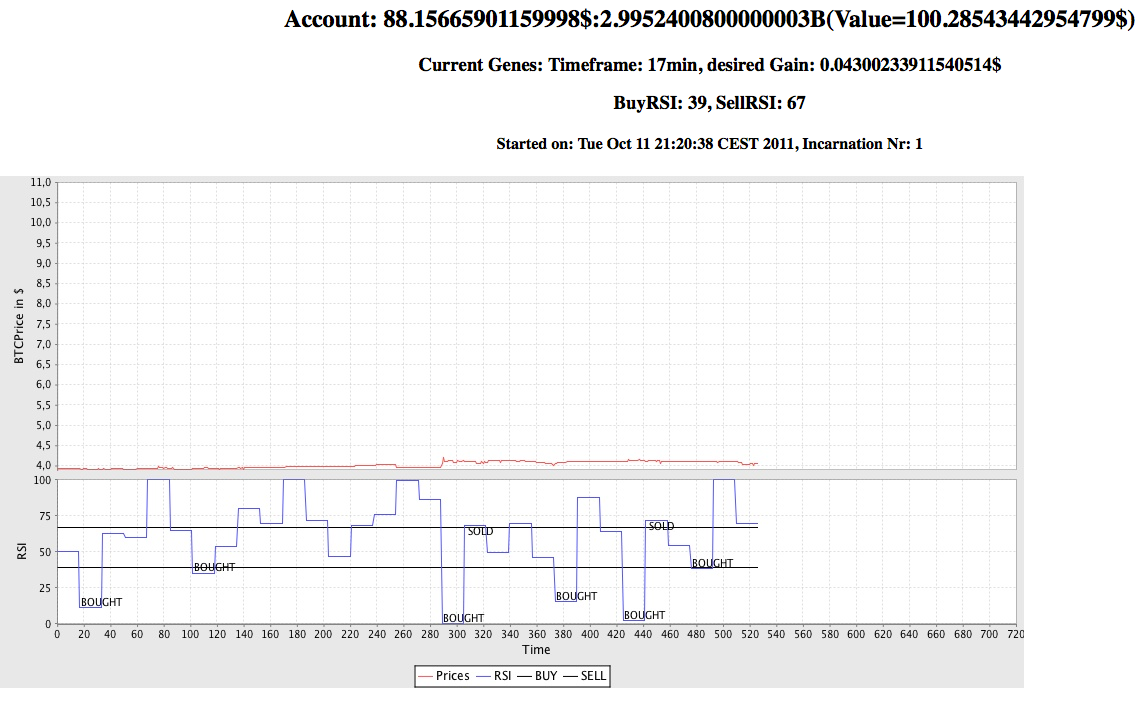 Account: 88.15665901159998$:2.9952400800000003B(Value=100.28543442954799$)
Current Genes: Timeframe: 17min, desired Gain: 0.0430023391154051​4$
BuyRSI: 39, SellRSI: 67
Started on: Tue Oct 11 21:20:38 CEST 2011, Incarnation Nr: 1
11,0
10,5
10,0
9,5
9,0
8,5
8,0
7,5
7,0
6,5
6,0
5,5
5,0
4,5
4,0
BTCPrice in $
100
75
50
25
0
RSI
BOUGHT
BOUGHT
BOUGHT
SOLD
BOUGHT
BOUGHT
SOLD
BOUGHT
0 20 40 60 80 100 120 140 160 180 200 220 240 260 280 300 320 340 360 380 400 420 440 460 480 500 520 540 560 580 600 620 640 660 680 700 720
Time
Prices RSI BUY SELL